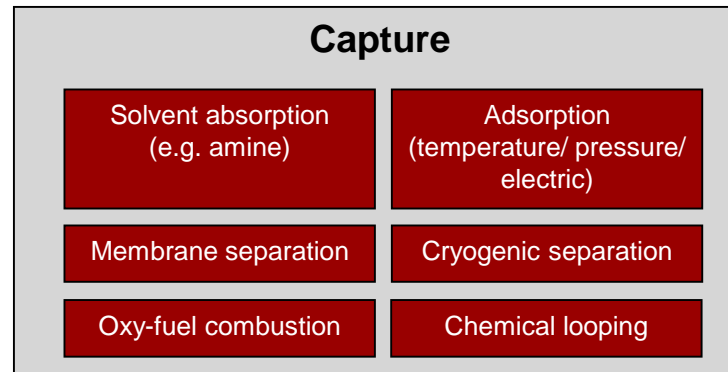 Capture
Solvent absorption
(e.g. amine)
Adsorption
(temperature/ pressure/
electric)
Membrane separation
Cryogenic separation
Oxy-fuel combustion
Chemical looping